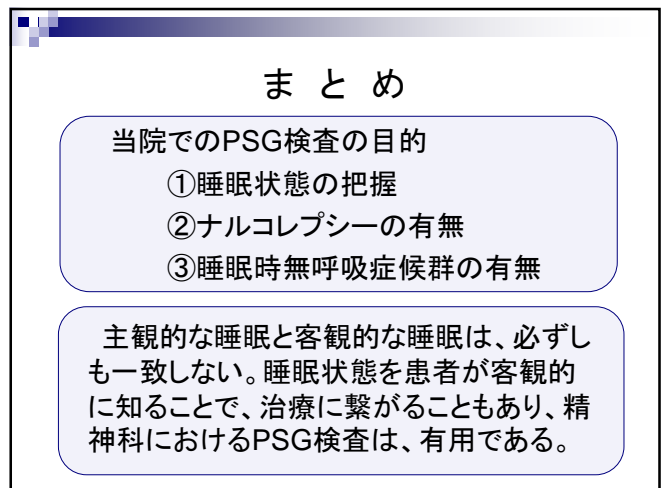 まとめ
当院でのPSG検査の目的
①睡眠状態の把握
②ナルコレプシーの有無
③睡眠時無呼吸症候群の有無
主観的な睡眠と客観的な睡眠は、必ずし
も一致しない。睡眠状態を患者が客観的
に知ることで、治療に繋がることもあり、精
神科におけるPSG検査は、有用である。